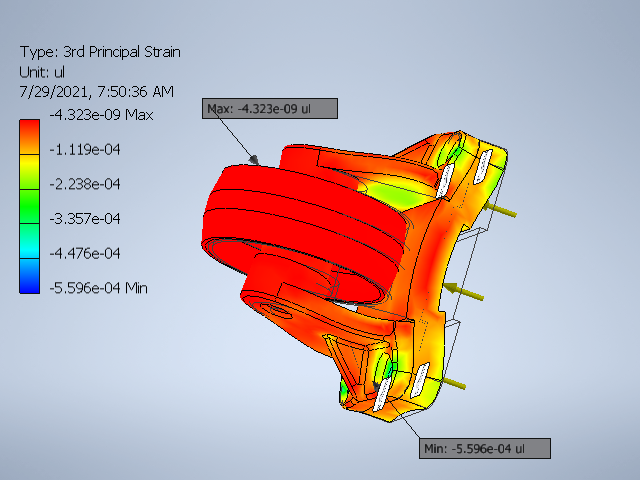 Type: 3rd Principal Strain
Unit: ul
7/29/2021, 7:50:36 AM
-4.323e-09 Max
-1.119e-04
-2.238e-04
-3.357e-04
-4.476e-04
-5.596e-04 Min
Max: -4.323e-09 ul
Min: -5.596e-04 ul